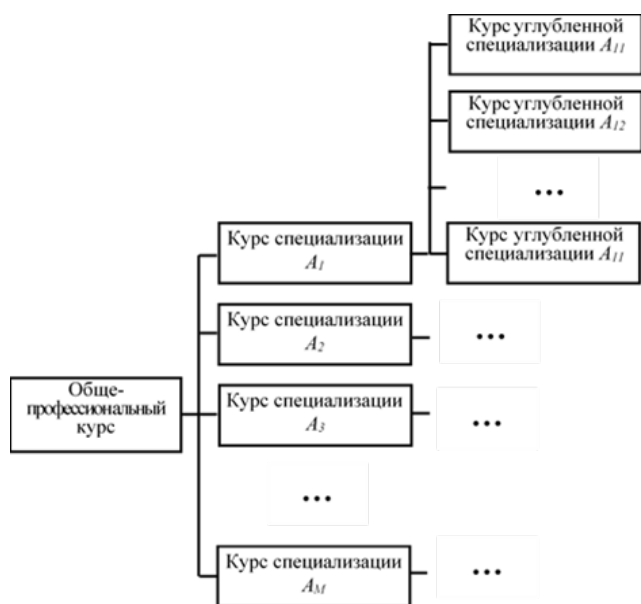 Курс углубленной
специализации A11
Курс углубленной
специализации A12
...
Курс специализации
A1
Курс углубленной
специализации A11
Курс специализации
A2
...
Обще-
профессиональный
курс
Курс специализации
A3
...
...
Курс специализации
AM
...